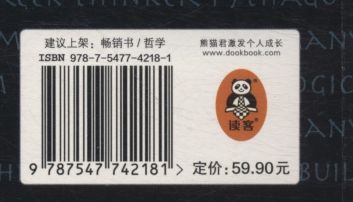 建议上架：畅销书/哲学
ISBN 978-7-5477-4218-1
9 787547 742181 >
熊猫君激发个人成长
www.dookbook.com
读客®
定价：59.90元